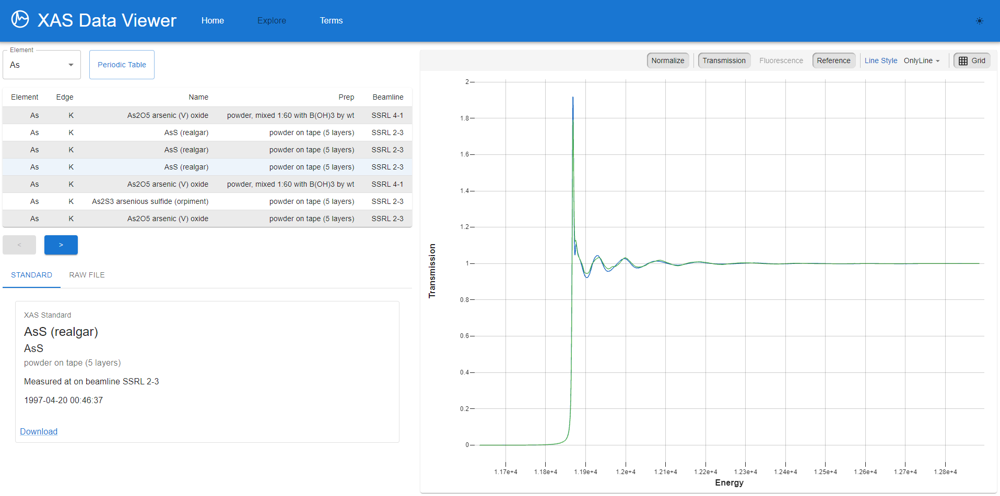 XAS Data Viewer Home Explore Terms
Element
As Periodic Table
Element Edge Name Prep Beamline
As K As2O5 arsenic (V) oxide powder, mixed 1:60 with B(OH)3 by wt SSRL 4-1
As K AsS (realgar) powder on tape (5 layers) SSRL 2-3
As K AsS (realgar) powder on tape (5 layers) SSRL 2-3
As K AsS (realgar) powder on tape (5 layers) SSRL 2-3
As K As2O5 arsenic (V) oxide powder, mixed 1:60 with B(OH)3 by wt SSRL 4-1
As K As2S3 arsenious sulfide (orpiment) powder on tape (5 layers) SSRL 2-3
As K As2O5 arsenic (V) oxide powder on tape (5 layers) SSRL 2-3
< >
STANDARD RAW FILE
XAS Standard
AsS (realgar)
AsS
powder on tape (5 layers)
Measured at on beamline SSRL 2-3
1997-04-20 00:46:37
Download
Normalize Transmission Fluorescence Reference Line Style OnlyLine Grid
2
1.8
1.6
1.4
1.2
1
0.8
0.6
0.4
0.2
0
Transmission
1.17e+4 1.18e+4 1.19e+4 1.2e+4 1.21e+4 1.22e+4 1.23e+4 1.24e+4 1.25e+4 1.26e+4 1.27e+4 1.28e+4
Energy